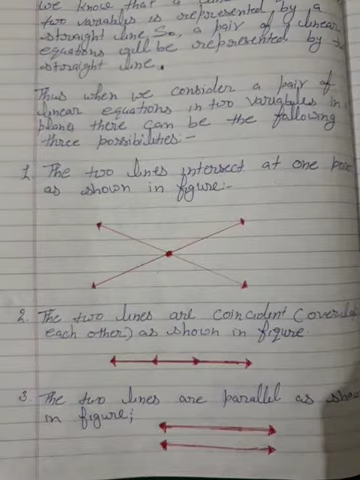 we know that a
two variables is represented by a
straight line. So, a pair of linear
equations will be represented by
straight line.
Thus when we consider a pair of
linear equations in two variables in
plane there can be the following
three possibilities:-
1. The two lines intersect at one
as shown in figure:-
2. The two lines are coincident (
each other) as shown in figure
3. The two lines are parallel as
in figure;